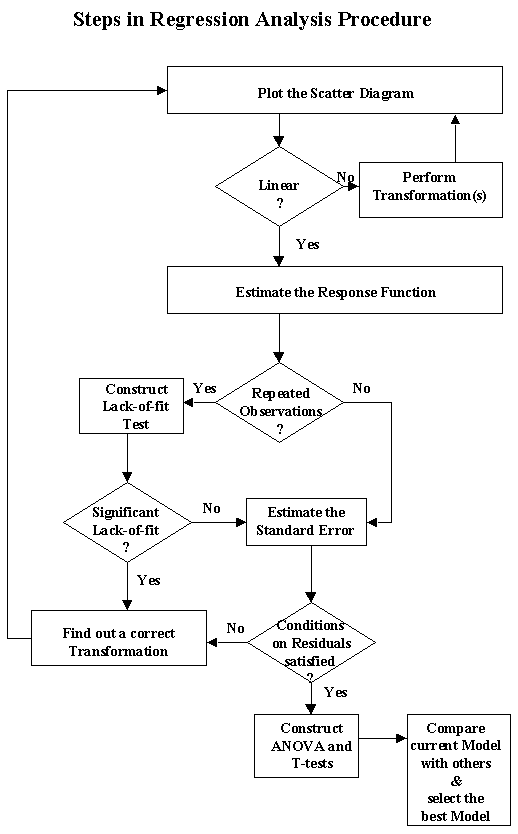 Steps in Regression Analysis Procedure
Plot the Scatter Diagram
Linear
?
No
Perform
Transformation(s)
Yes
Estimate the Response Function
Repeated
Observations
?
Yes
No
Construct
Lack-of-fit
Test
Significant
Lack-of-fit
?
No
Estimate the
Standard Error
Yes
Find out a correct
Transformation
No
Conditions
on Residuals
satisfied
?
Yes
Construct
ANOVA and
T-tests
Compare
current Model
with others
&
select the
best Model